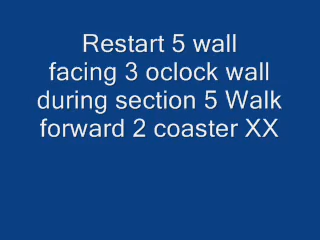 Restart 5 wall
facing 3 oclock wall
during section 5 Walk
forward 2 coaster XX